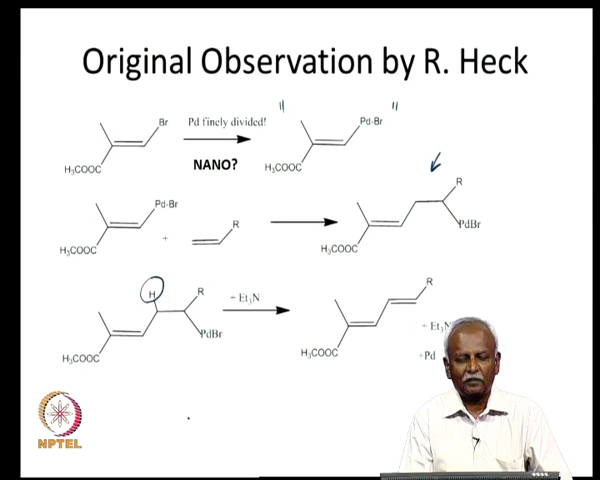 Original Observation by R. Heck
Br
Pd finely divided!
"
Pd-Br
"
H₃COOC
NANO?
H₃COOC
Pd-Br
R
+
R
PdBr
H₃COOC
H₃COOC
H
R
+ Et₃N
PdBr
R
H₃COOC
H₃COOC
+ Et₃N
+Pd
NPTEL